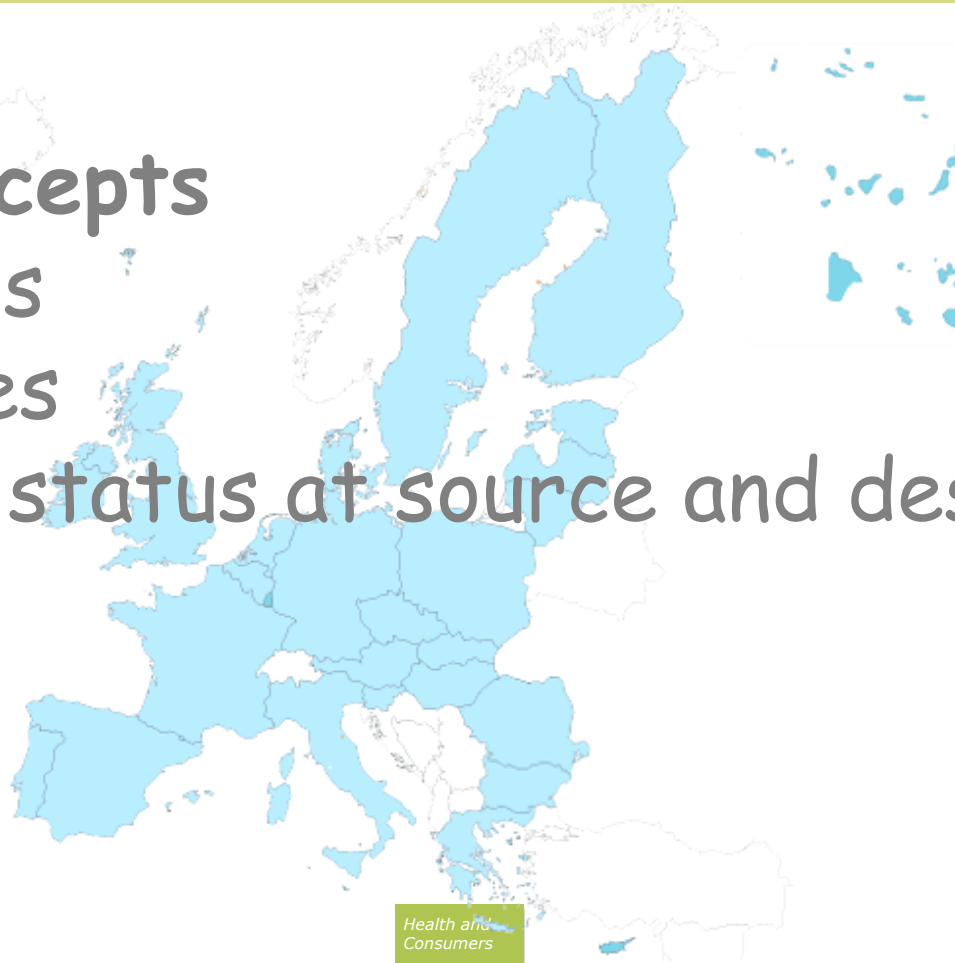 cepts
s
es
status at source and des
Health and
Consumers